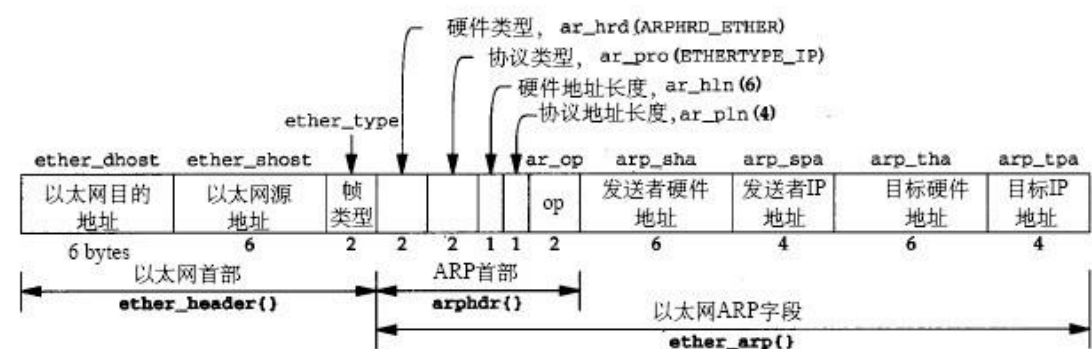 硬件类型, ar_hrd(ARPHRD_ETHER)
协议类型, ar_pro(ETHERTYPE_IP)
硬件地址长度, ar_hln(6)
协议地址长度,ar_pln(4)
ether_type
ether_dhost ether_shost ar_op arp_sha arp_spa arp_tha arp_tpa
以太网目的 以太网源 帧 op 发送者硬件 发送者IP 目标硬件 目标IP
地址 地址 类型 地址 地址 地址 地址
6 bytes 6 2 2 2 1 1 2 6 4 6 4
以太网首部 ARP首部
ether_header{} arphdr{}
以太网ARP字段
ether_arp{}